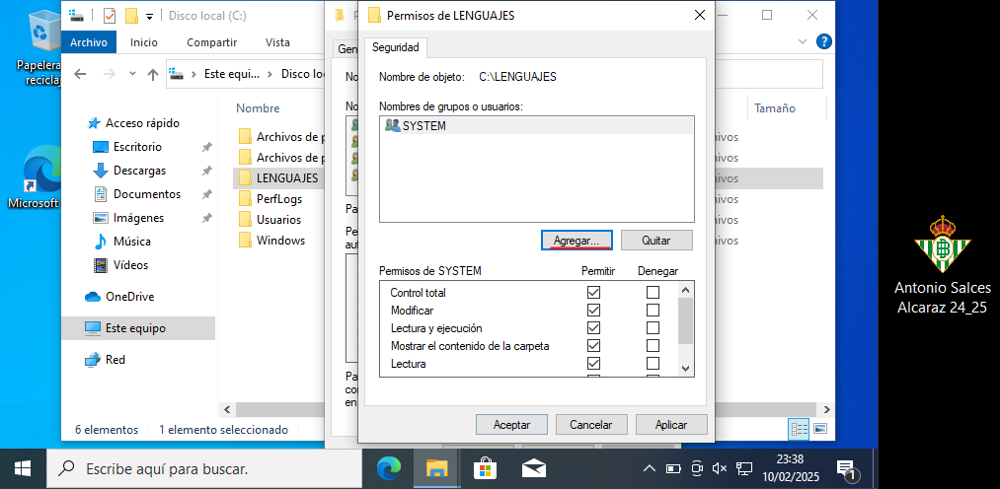 Disco local (C:)
Archivo
Inicio
Compartir
Vista
Este equi...
Disco lo
Papelera
recicla
Microsoft
Acceso rápido
Escritorio
Descargas
Documentos
Imágenes
Música
Vídeos
OneDrive
Este equipo
Red
Nombre
Archivos de p
Archivos de p
LENGUAJES
PerfLogs
Usuarios
Windows
6 elementos
1 elemento seleccionado
Gen
No
No
Pa
Pe
au
Pa
co
en
Permisos de LENGUAJES
Seguridad
Nombre de objeto: C:\LENGUAJES
Nombres de grupos o usuarios:
SYSTEM
Agregar...
Quitar
Permisos de SYSTEM Permitir Denegar
Control total
Modificar
Lectura y ejecución
Mostrar el contenido de la carpeta
Lectura
Aceptar
Cancelar
Aplicar
Tamaño
ivos
ivos
ivos
ivos
ivos
ivos
Antonio Salces
Alcaraz 24_25
Escribe aquí para buscar.
23:38
10/02/2025
1